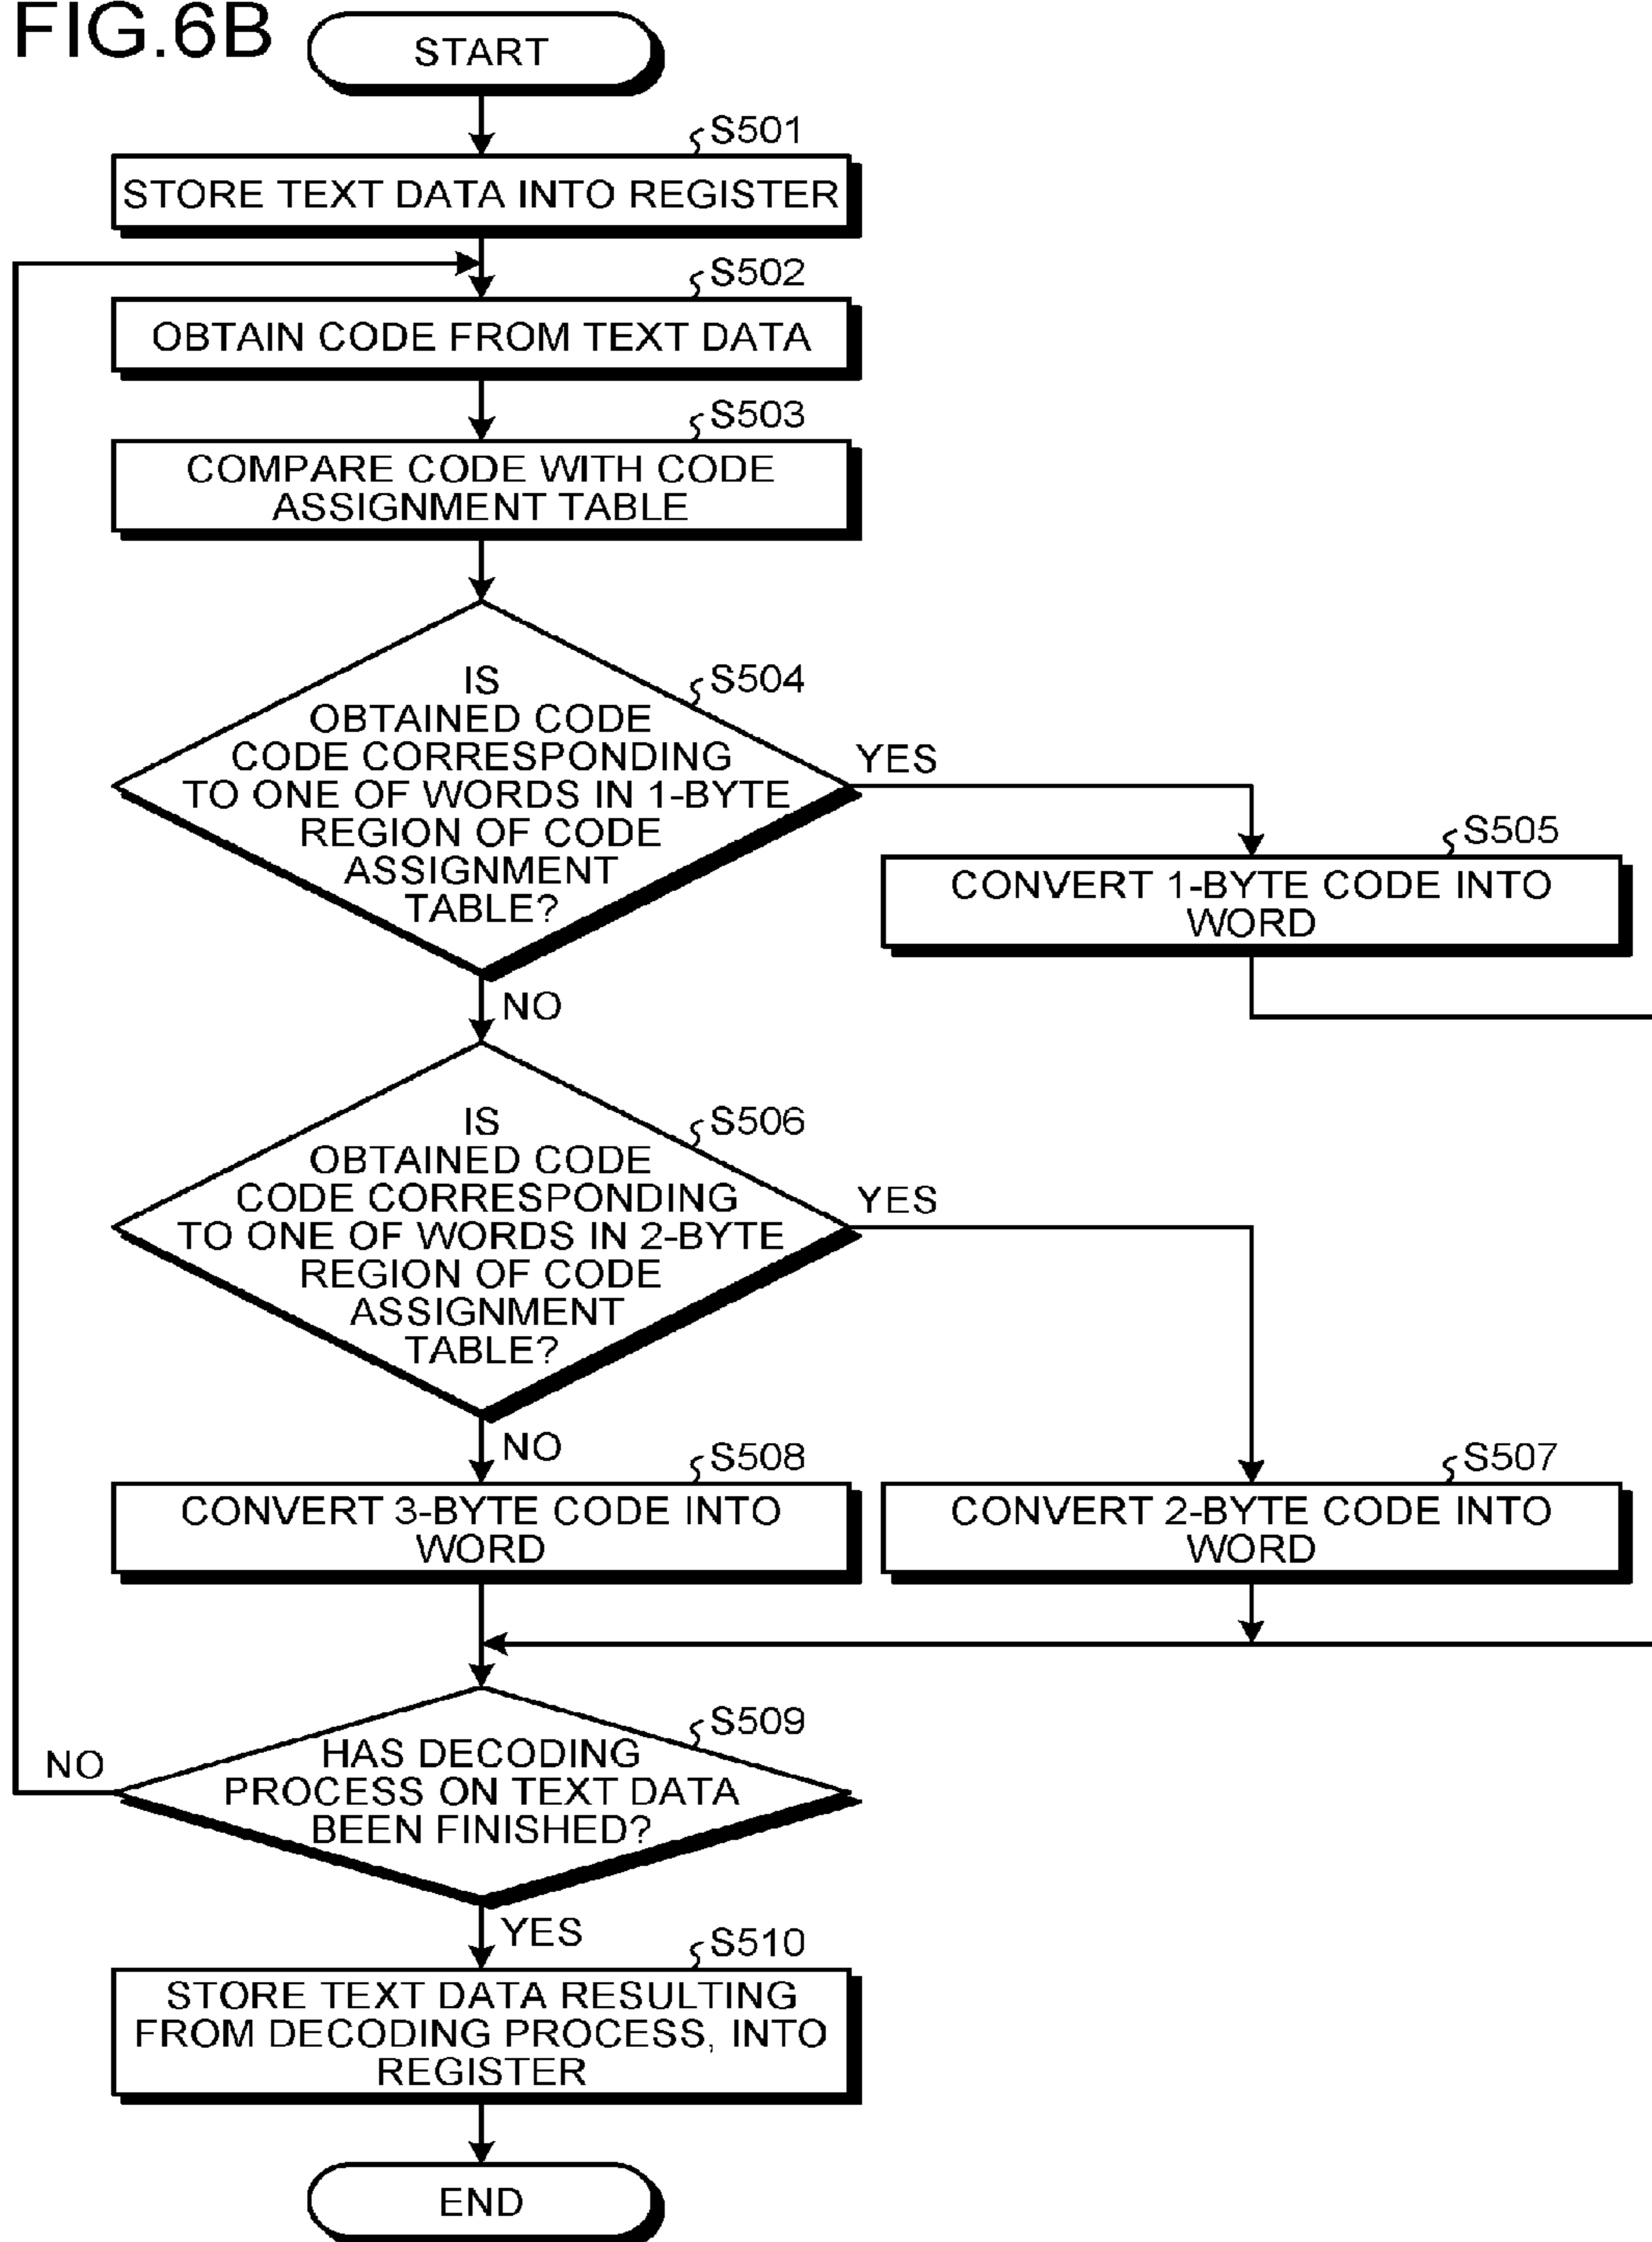 FIG.6B
START
S501
STORE TEXT DATA INTO REGISTER
S502
OBTAIN CODE FROM TEXT DATA
S503
COMPARE CODE WITH CODE
ASSIGNMENT TABLE
S504
IS
OBTAINED CODE
CODE CORRESPONDING
TO ONE OF WORDS IN 1-BYTE
REGION OF CODE
ASSIGNMENT
TABLE?
YES
S505
CONVERT 1-BYTE CODE INTO
WORD
NO
S506
IS
OBTAINED CODE
CODE CORRESPONDING
TO ONE OF WORDS IN 2-BYTE
REGION OF CODE
ASSIGNMENT
TABLE?
YES
NO
S508
CONVERT 3-BYTE CODE INTO
WORD
S507
CONVERT 2-BYTE CODE INTO
WORD
S509
HAS DECODING
PROCESS ON TEXT DATA
BEEN FINISHED?
NO
YES
S510
STORE TEXT DATA RESULTING
FROM DECODING PROCESS, INTO
REGISTER
END